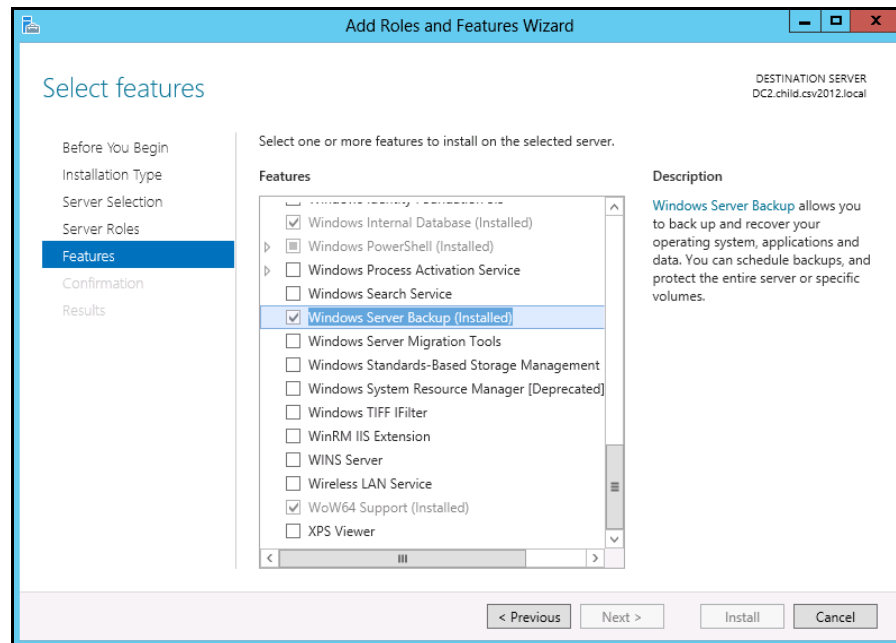 Add Roles and Features Wizard
Select features
DESTINATION SERVER
DC2.child.csv2012.local
Before You Begin
Installation Type
Server Selection
Server Roles
Features
Confirmation
Results
Select one or more features to install on the selected server.
Features
Windows Internal Database (Installed)
Windows PowerShell (Installed)
Windows Process Activation Service
Windows Search Service
Windows Server Backup (Installed)
Windows Server Migration Tools
Windows Standards-Based Storage Management
Windows System Resource Manager [Deprecated]
Windows TIFF IFilter
WinRM IIS Extension
WINS Server
Wireless LAN Service
WoW64 Support (Installed)
XPS Viewer
Description
Windows Server Backup allows you
to back up and recover your
operating system, applications and
data. You can schedule backups, and
protect the entire server or specific
volumes.
< Previous
Next >
Install
Cancel